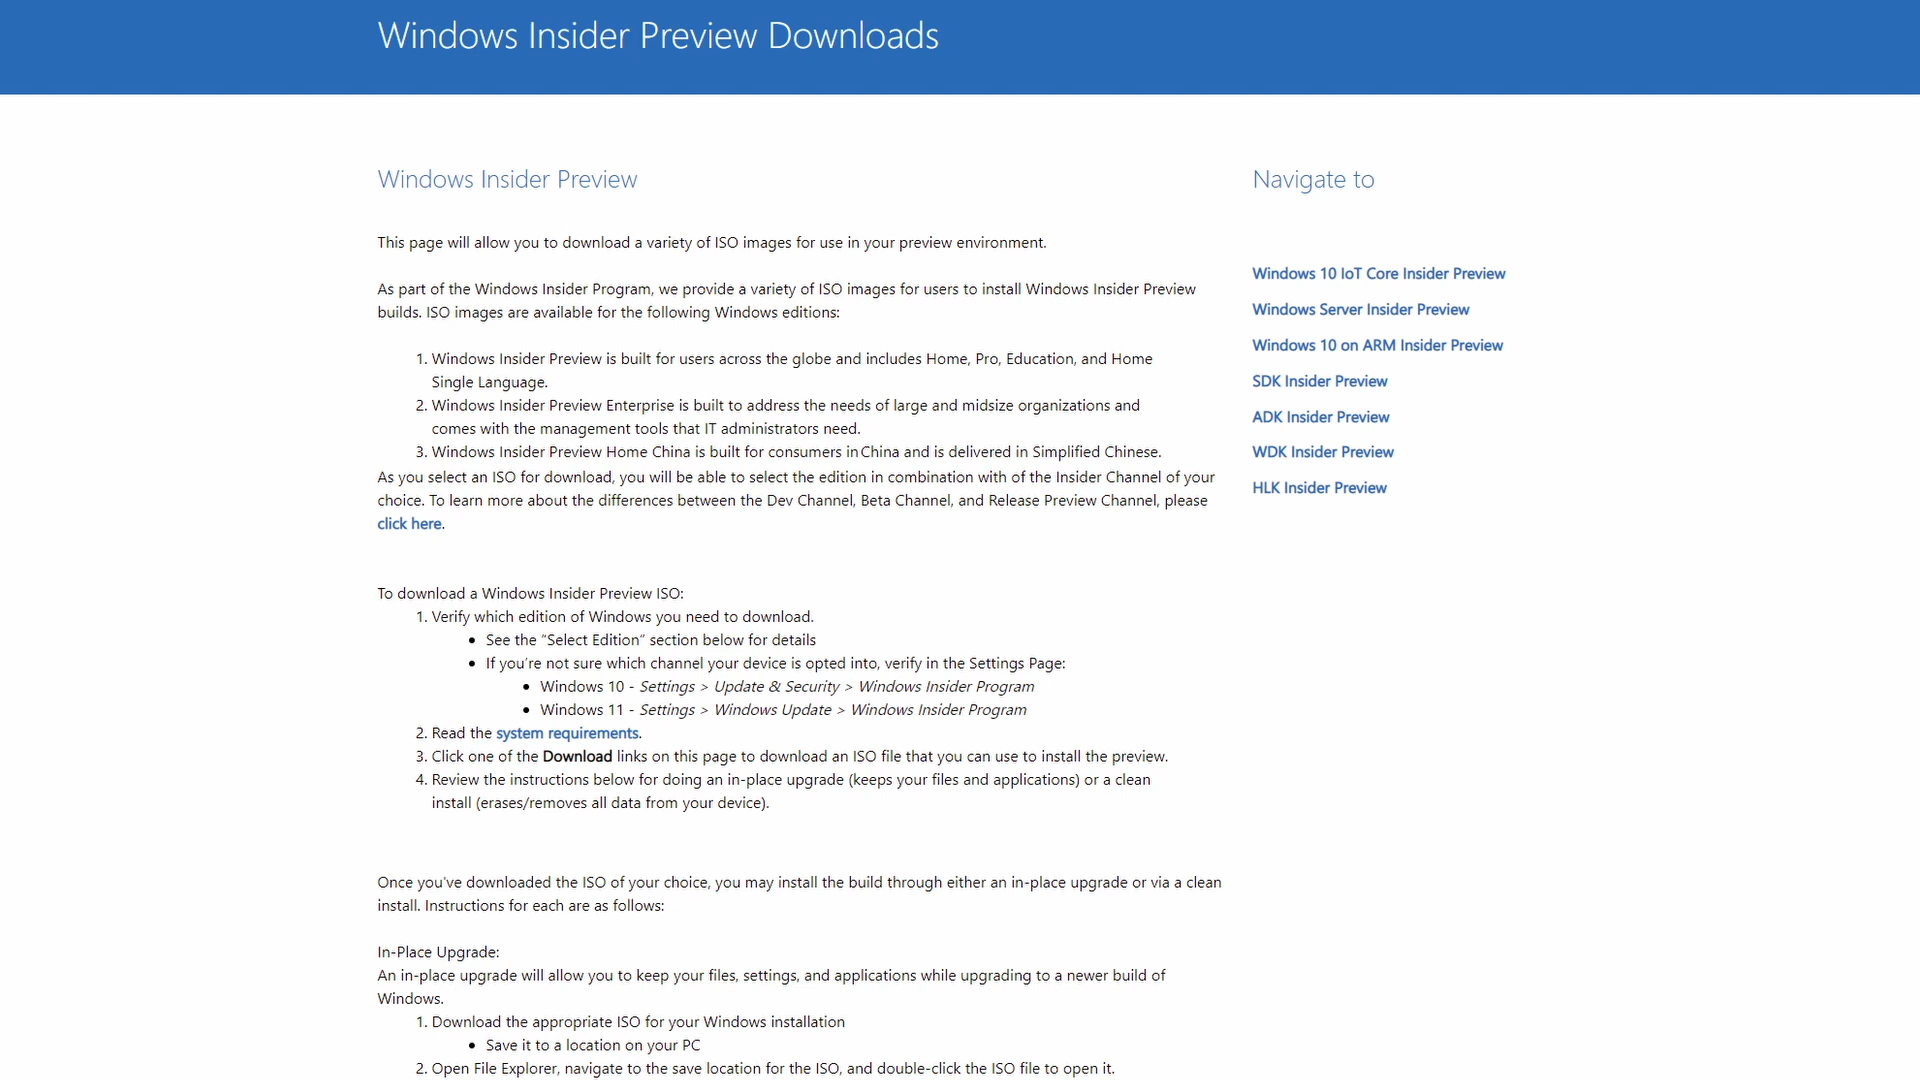 Windows Insider Preview Downloads
Windows Insider Preview
This page will allow you to download a variety of ISO images for use in your preview environment.
As part of the Windows Insider Program, we provide a variety of ISO images for users to install Windows Insider Preview
builds. ISO images are available for the following Windows editions:
1. Windows Insider Preview is built for users across the globe and includes Home, Pro, Education, and Home
Single Language.
2. Windows Insider Preview Enterprise is built to address the needs of large and midsize organizations and
comes with the management tools that IT administrators need.
3. Windows Insider Preview Home China is built for consumers in China and is delivered in Simplified Chinese.
As you select an ISO for download, you will be able to select the edition in combination with of the Insider Channel of your
choice. To learn more about the differences between the Dev Channel, Beta Channel, and Release Preview Channel, please
click here.
To download a Windows Insider Preview ISO:
1. Verify which edition of Windows you need to download.
• See the “Select Edition” section below for details
• If you’re not sure which channel your device is opted into, verify in the Settings Page:
• Windows 10 - Settings > Update & Security > Windows Insider Program
• Windows 11 - Settings > Windows Update > Windows Insider Program
2. Read the system requirements.
3. Click one of the Download links on this page to download an ISO file that you can use to install the preview.
4. Review the instructions below for doing an in-place upgrade (keeps your files and applications) or a clean
install (erases/removes all data from your device).
Once you've downloaded the ISO of your choice, you may install the build through either an in-place upgrade or via a clean
install. Instructions for each are as follows:
In-Place Upgrade:
An in-place upgrade will allow you to keep your files, settings, and applications while upgrading to a newer build of
Windows.
1. Download the appropriate ISO for your Windows installation
• Save it to a location on your PC
2. Open File Explorer, navigate to the save location for the ISO, and double-click the ISO file to open it.
Navigate to
Windows 10 IoT Core Insider Preview
Windows Server Insider Preview
Windows 10 on ARM Insider Preview
SDK Insider Preview
ADK Insider Preview
WDK Insider Preview
HLK Insider Preview